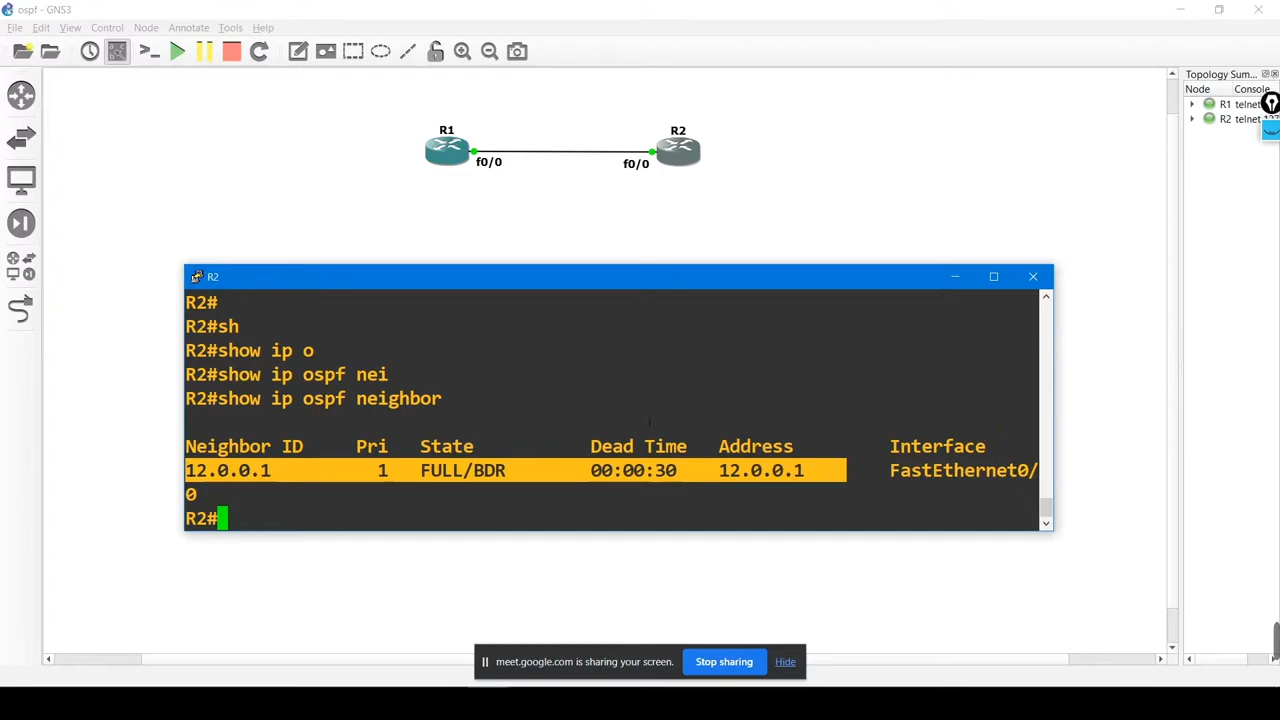 ospf - GNS3
File Edit View Control Node Annotate Tools Help
Topology Sum...
Node Console
R1 telnet
R2 telnet
R1 R2
f0/0 f0/0
R2
R2#
R2#sh
R2#show ip o
R2#show ip ospf nei
R2#show ip ospf neighbor
Neighbor ID Pri State Dead Time Address Interface
12.0.0.1 1 FULL/BDR 00:00:30 12.0.0.1 FastEthernet0/
0
R2#
meet.google.com is sharing your screen. Stop sharing Hide